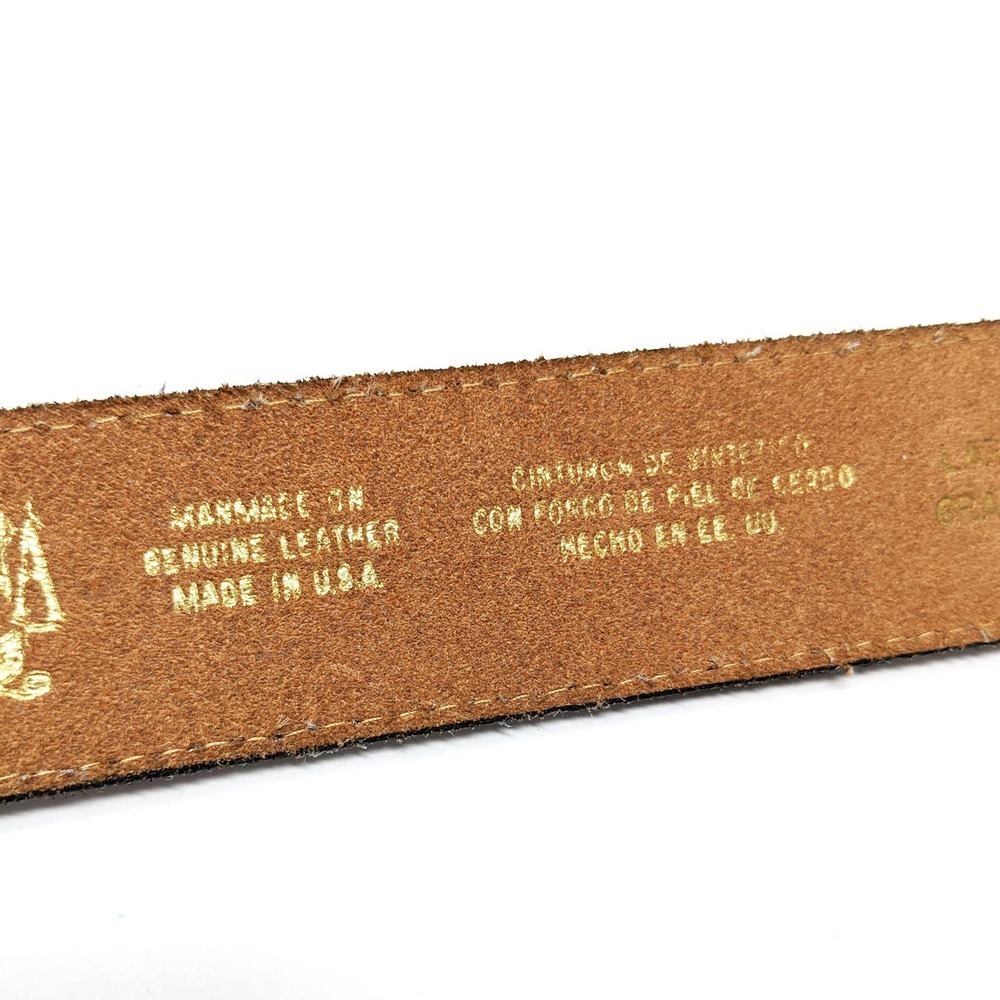 MANMADE ON
GENUINE LEATHER
MADE IN U.S.A.
CINTURON DE SINTETICO
CON FORRO DE PIEL DE CERDO
HECHO EN EE. UU.